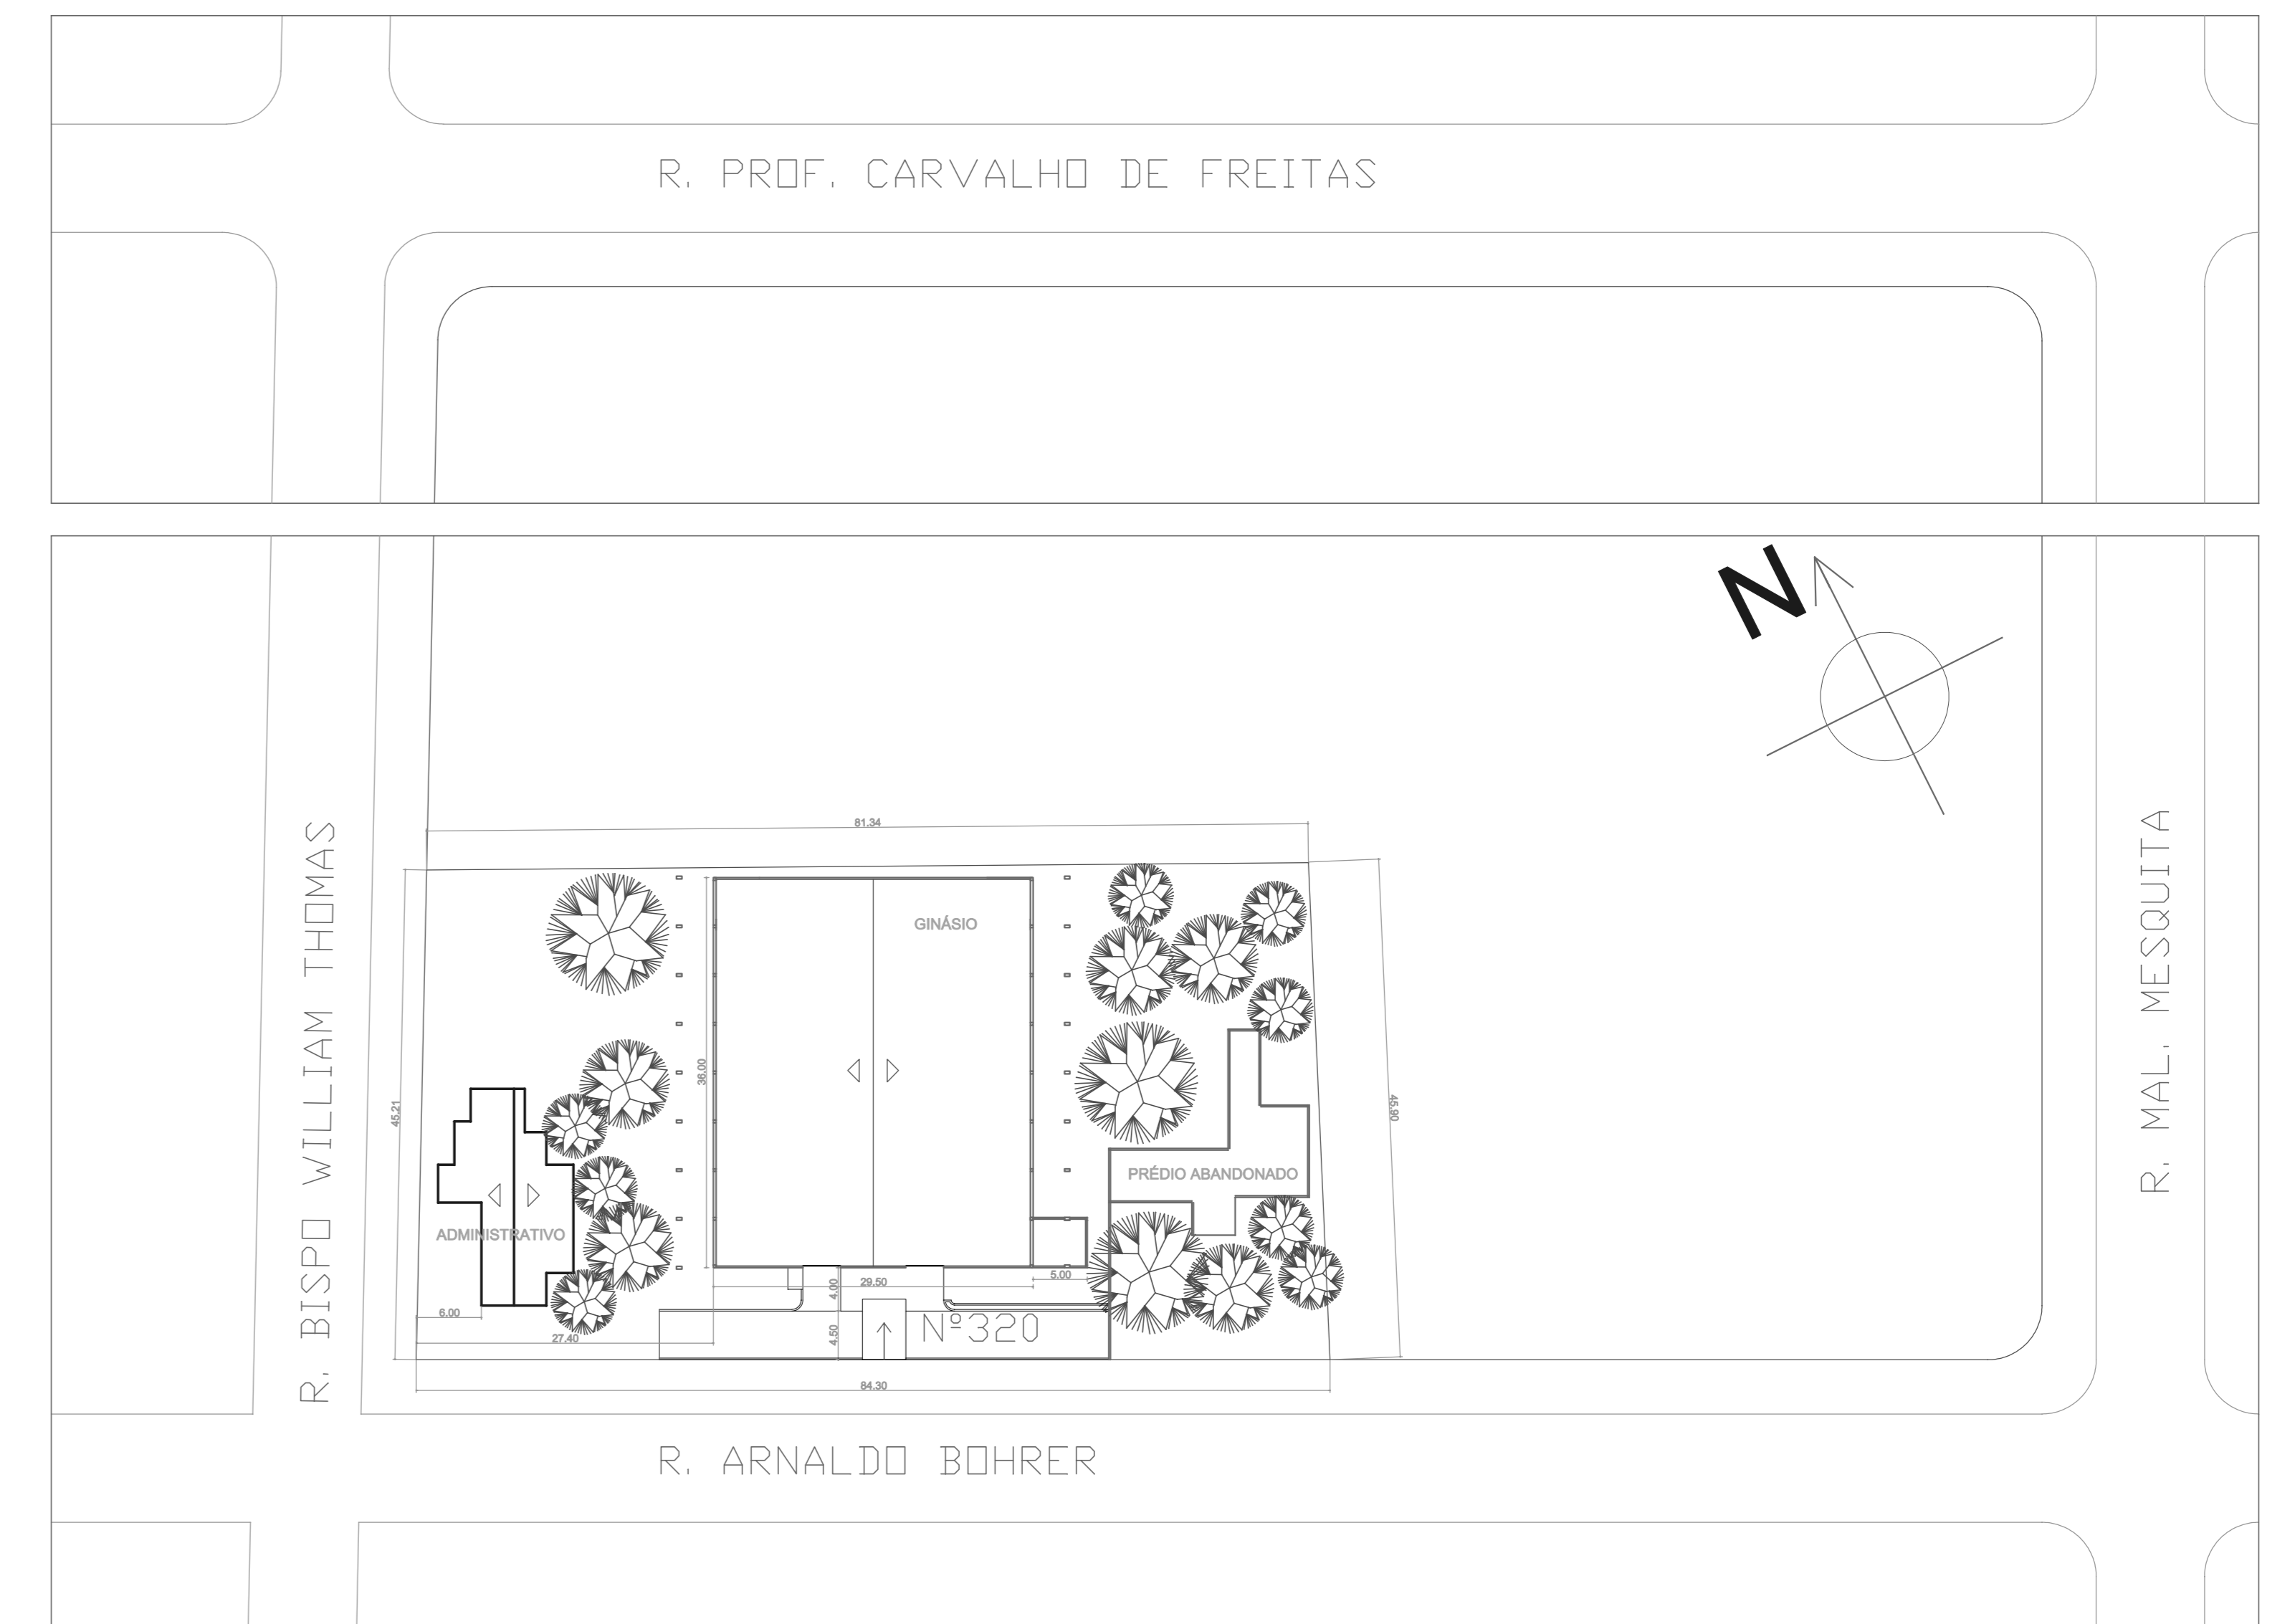 R. PROF. CARVALHO DE FREITAS
N
R. BISPO WILLIAM THOMAS
R. MAL. MESQUITA
81.34
GINÁSIO
36.00
45.21
45.90
PRÉDIO ABANDONADO
ADMINISTRATIVO
5.00
29.50
4.00
6.00
4.50
Nº320
27.40
84.30
R. ARNALDO BOHRER